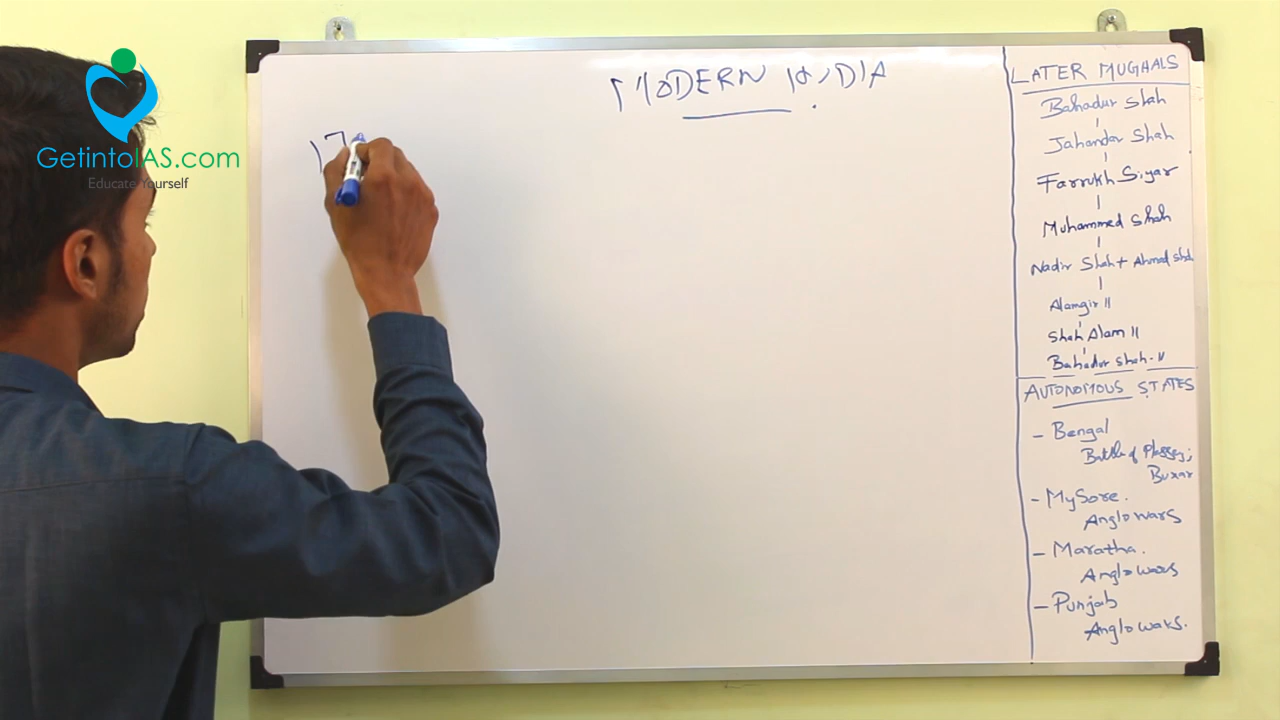 GetintoIAS.com
Educate Yourself
MODERN INDIA
17
LATER MUGHALS
Bahadur Shah
Jahandar Shah
Farrukh Siyar
Muhammed Shah
Nadir Shah + Ahmad Shah
Alamgir II
Shah Alam II
Bahadur Shah - II
AUTONOMOUS STATES
- Bengal
Battle of Plassey;
Buxar
- Mysore.
Anglo wars
- Maratha.
Anglo wars
- Punjab
Anglo wars.